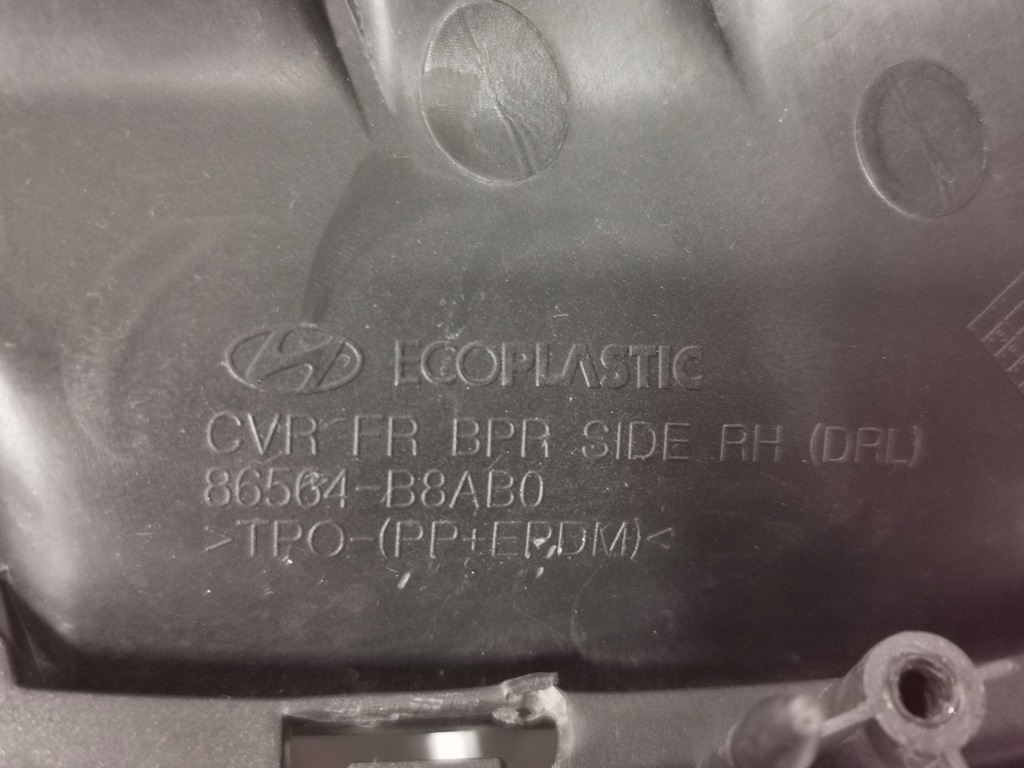 ECOPLASTIC
CVR FR BPR SIDE RH (DRL)
86564-B8AB0
>TPO-(PP+EPDM)<